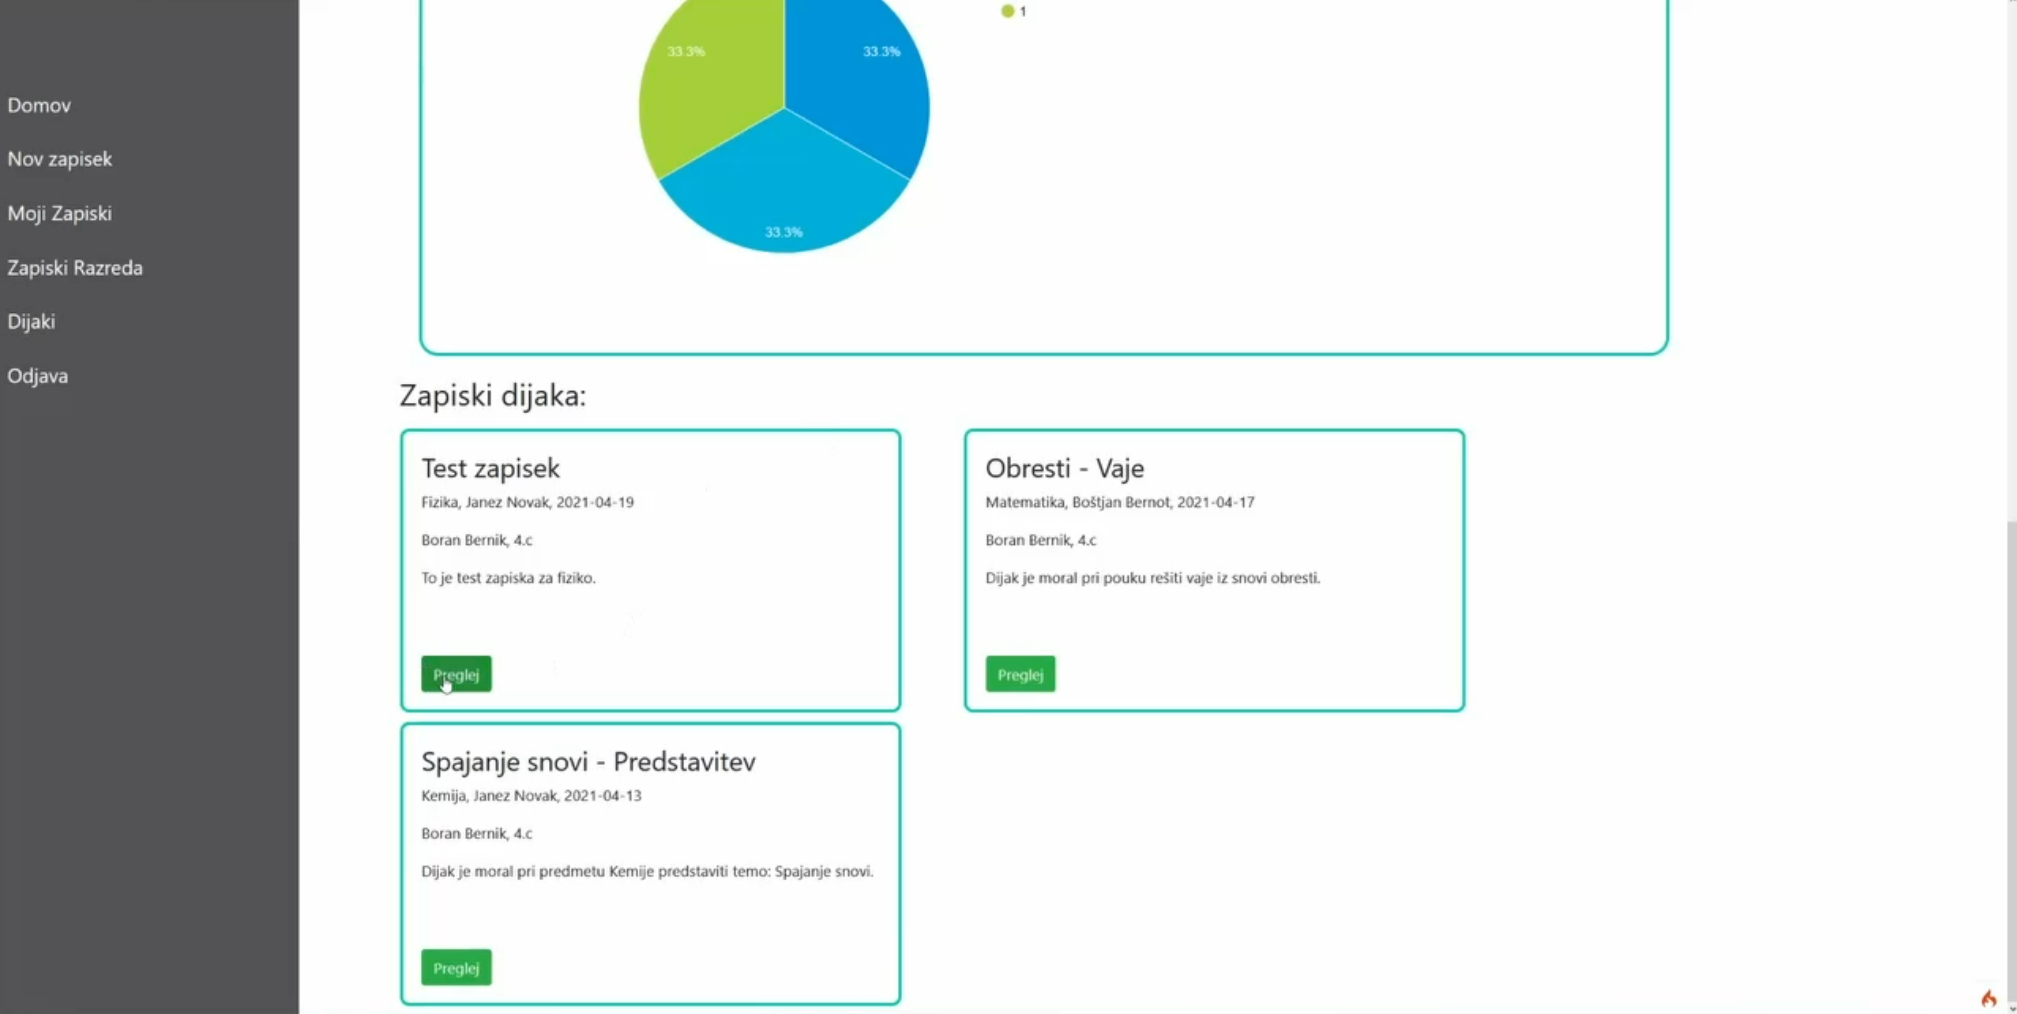 Domov
Nov zapisek
Moji Zapiski
Zapiski Razreda
Dijaki
Odjava
1
33.3%
33.3%
33.3%
Zapiski dijaka:
Test zapisek
Fizika, Janez Novak, 2021-04-19
Boran Bernik, 4.c
To je test zapiska za fiziko.
Preglej
Obresti - Vaje
Matematika, Boštjan Bernot, 2021-04-17
Boran Bernik, 4.c
Dijak je moral pri pouku rešiti vaje iz snovi obresti.
Preglej
Spajanje snovi - Predstavitev
Kemija, Janez Novak, 2021-04-13
Boran Bernik, 4.c
Dijak je moral pri predmetu Kemije predstaviti temo: Spajanje snovi.
Preglej